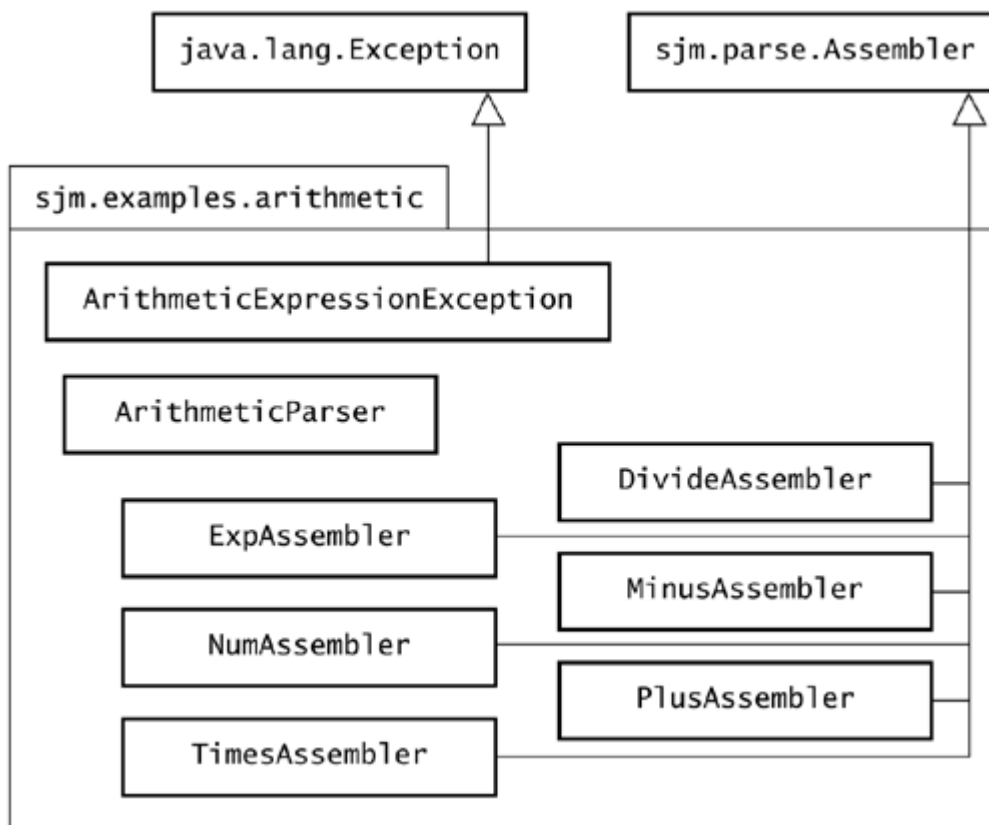 java.lang.Exception
sjm.parse.Assembler
sjm.examples.arithmetic
ArithmeticExpressionException
ArithmeticParser
DivideAssembler
ExpAssembler
MinusAssembler
NumAssembler
PlusAssembler
TimesAssembler